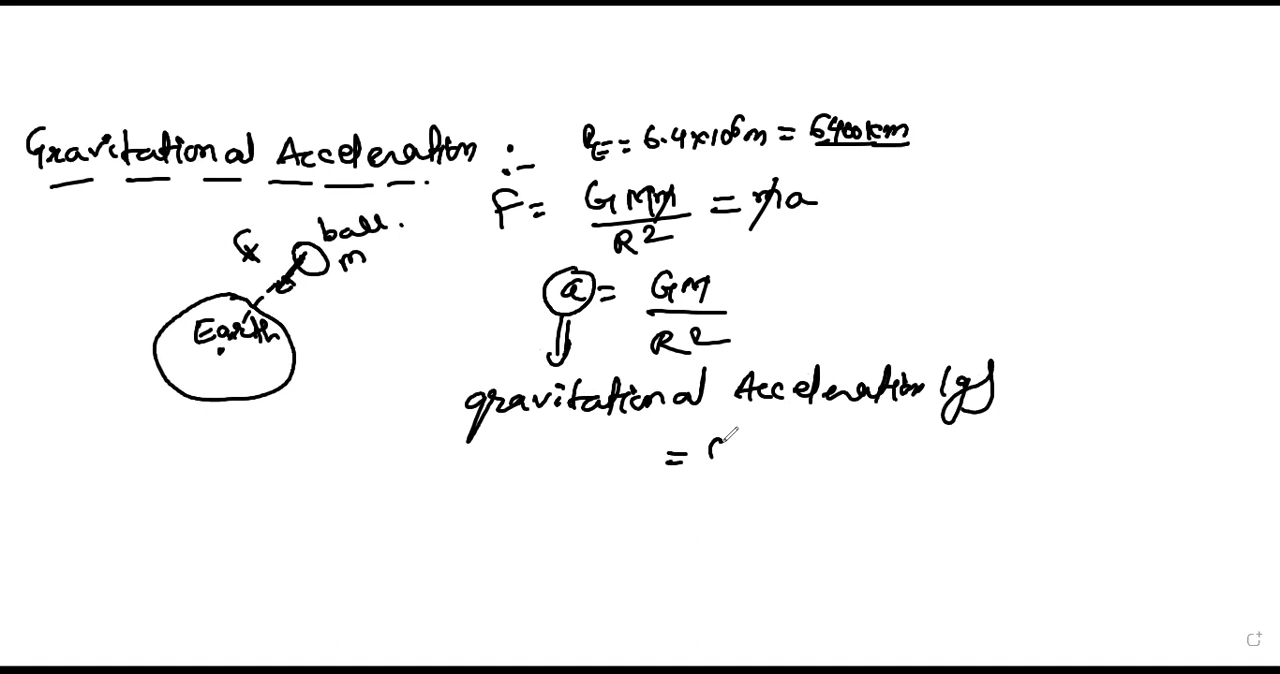 Gravitational Acceleration :-
R_E = 6.4×10⁶m = 6400km
F = GMm/R² = ma
ball.
m
Earth
a = GM/R²
gravitational Acceleration (g)
=